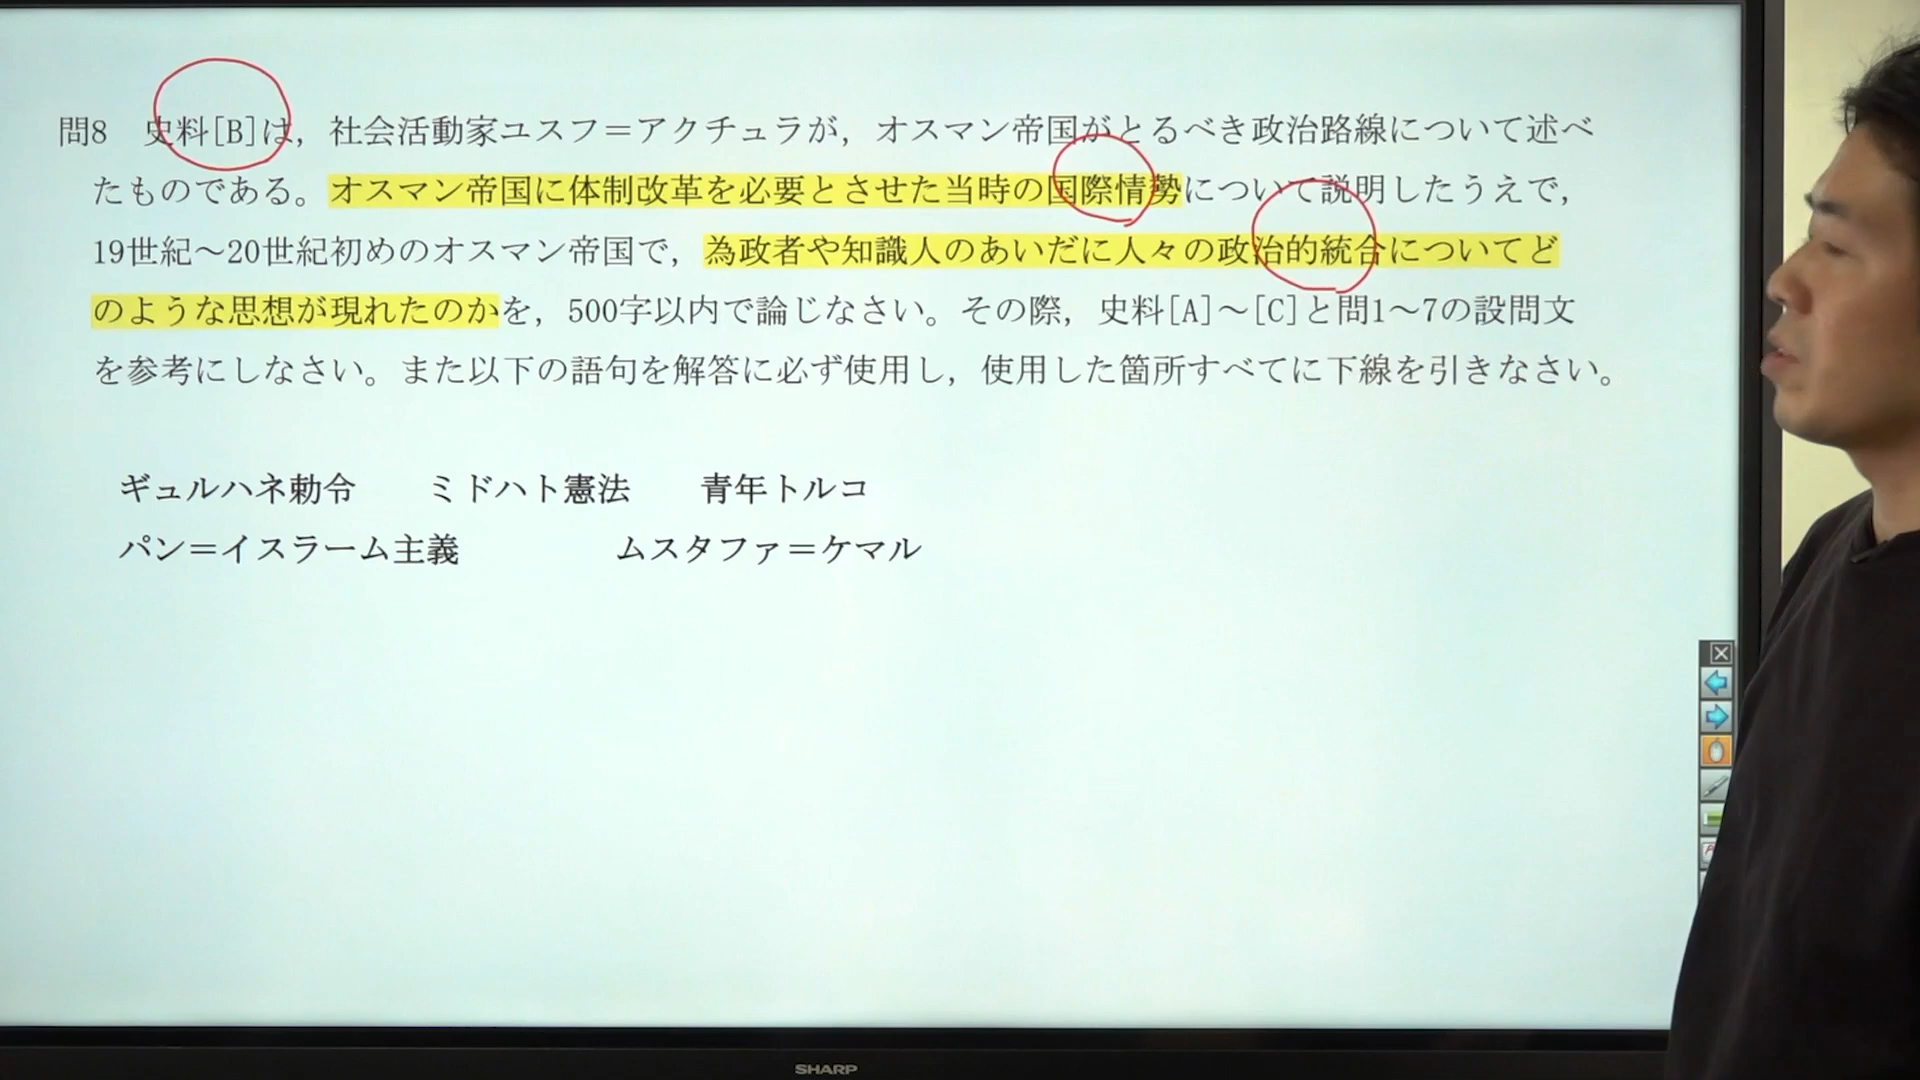 問8　史料[B]は，社会活動家ユスフ＝アクチュラが，オスマン帝国がとるべき政治路線について述べ
たものである。オスマン帝国に体制改革を必要とさせた当時の国際情勢について説明したうえで，
19世紀～20世紀初めのオスマン帝国で，為政者や知識人のあいだに人々の政治的統合についてど
のような思想が現れたのかを，500字以内で論じなさい。その際，史料[A]～[C]と問1～7の設問文
を参考にしなさい。また以下の語句を解答に必ず使用し，使用した箇所すべてに下線を引きなさい。
ギュルハネ勅令　ミドハト憲法　青年トルコ
パン＝イスラーム主義　ムスタファ＝ケマル
SHARP